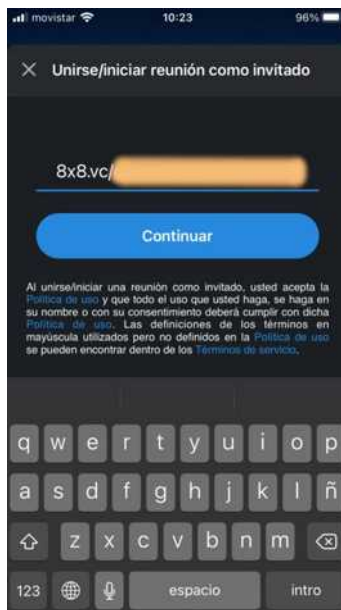 movistar 10:23 96%
Unirse/iniciar reunión como invitado
8x8.vc/
Continuar
Al unirse/iniciar una reunión como invitado, usted acepta la
Política de uso y que todo el uso que usted haga, se haga en
su nombre o con su consentimiento deberá cumplir con dicha
Política de uso. Las definiciones de los términos en
mayúscula utilizados pero no definidos en la Política de uso
se pueden encontrar dentro de los Términos de servicio.
q w e r t y u i o p
a s d f g h j k l ñ
z x c v b n m
123 espacio intro